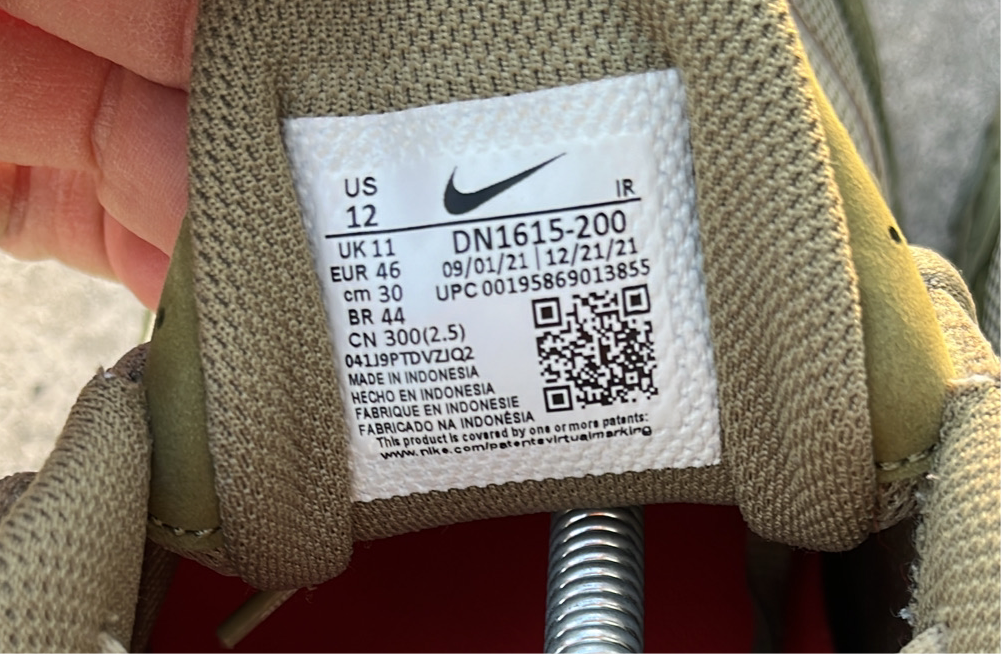 US
12
IR
UK 11
EUR 46
cm 30
BR 44
CN 300(2.5)
DN1615-200
09/01/21 | 12/21/21
UPC 00195869013855
041J9PTDVZJQ2
MADE IN INDONESIA
HECHO EN INDONESIA
FABRIQUE EN INDONESIE
FABRICADO NA INDONÊSIA
This product is covered by one or more patents:
www.nike.com/patentsvirtualmarking